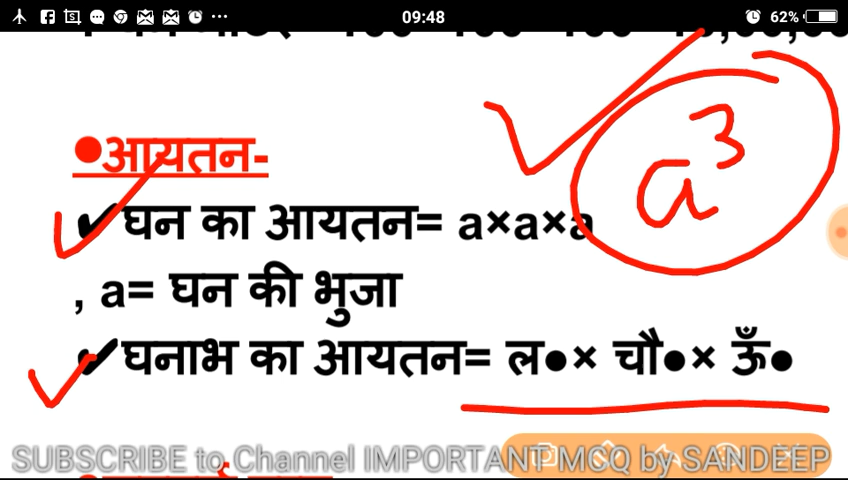 09:48
62%
●आयतन-
✔घन का आयतन= a×a×a
a³
, a= घन की भुजा
✔घनाभ का आयतन= ल●× चौ●× ऊँ●
SUBSCRIBE to Channel IMPORTANT MCQ by SANDEEP